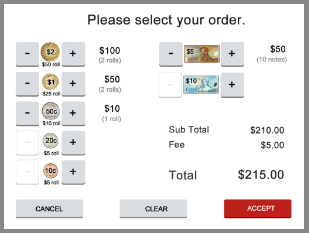 Please select your order.
- $2 $50 roll + $100 (2 rolls)
- $1 $25 roll + $50 (2 rolls)
- 50c $10 roll + $10 (1 roll)
- 20c $5 roll +
- 10c $5 roll +
- $5 + $50 (10 notes)
- $10 +
Sub Total $210.00
Fee $5.00
Total $215.00
CANCEL CLEAR ACCEPT